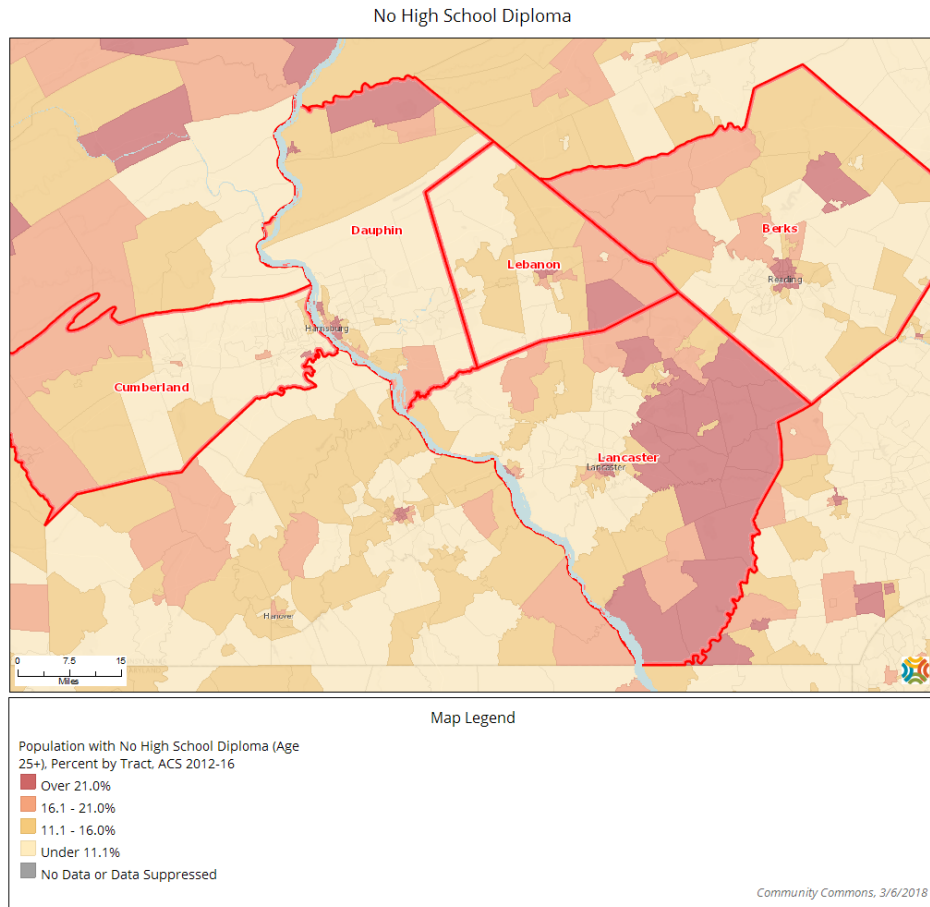 No High School Diploma
Dauphin
Berks
Lebanon
Reading
Harrisburg
Cumberland
Lancaster
Lancaster
Hanover
0 7.5 15
Miles
Map Legend
Population with No High School Diploma (Age
25+), Percent by Tract, ACS 2012-16
Over 21.0%
16.1 - 21.0%
11.1 - 16.0%
Under 11.1%
No Data or Data Suppressed
Community Commons, 3/6/2018